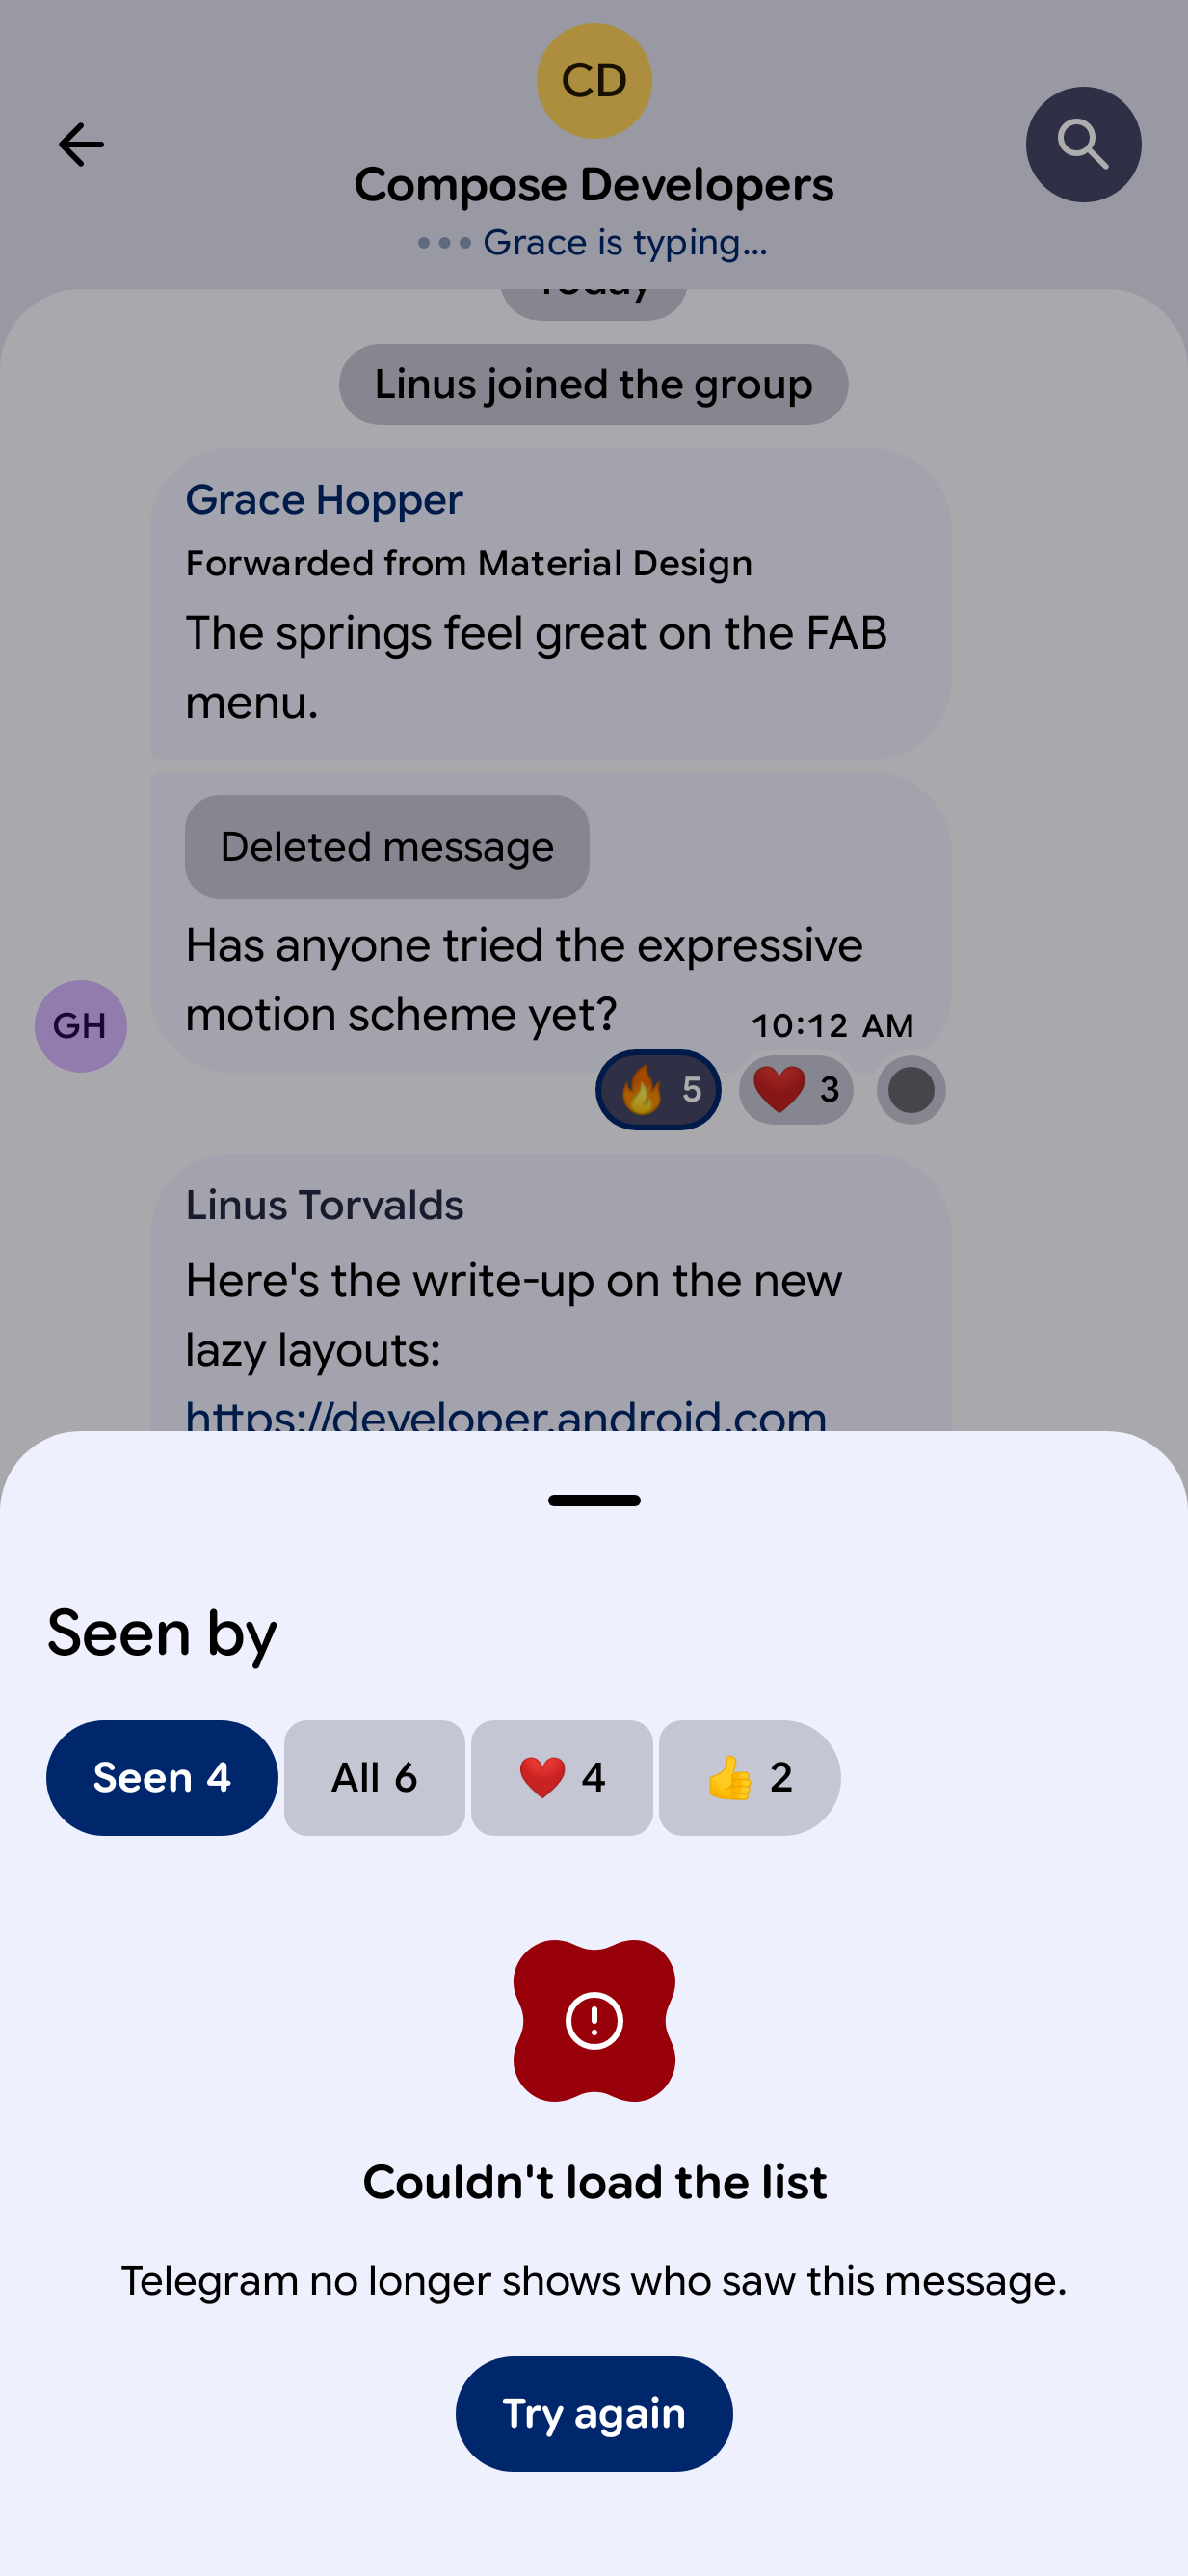 CD
Compose Developers
Grace is typing...
Today
Linus joined the group
Grace Hopper
Forwarded from Material Design
The springs feel great on the FAB
menu.
Deleted message
Has anyone tried the expressive
motion scheme yet?
10:12 AM
GH
🔥 5
❤️ 3
Linus Torvalds
Here's the write-up on the new
lazy layouts:
https://developer.android.com
Seen by
Seen 4
All 6
❤️ 4
👍 2
Couldn't load the list
Telegram no longer shows who saw this message.
Try again